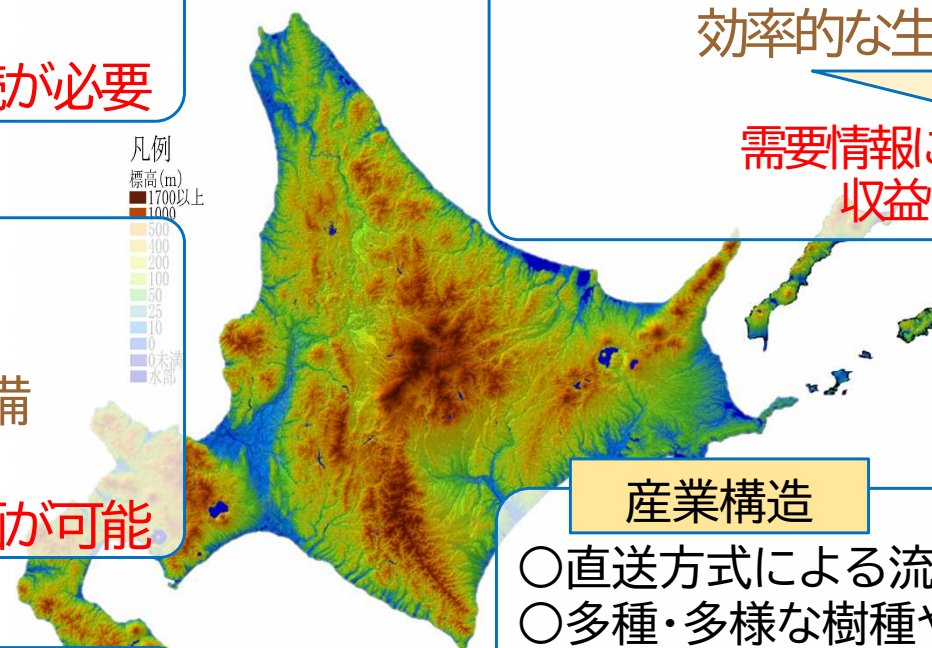 効率的な生
が必要
需要情報に
収益
凡例
標高(m)
1700以上
1000
500
400
200
100
50
25
10
0
0未満
水部
備
が可能
産業構造
〇直送方式による流
〇多種・多様な樹種や